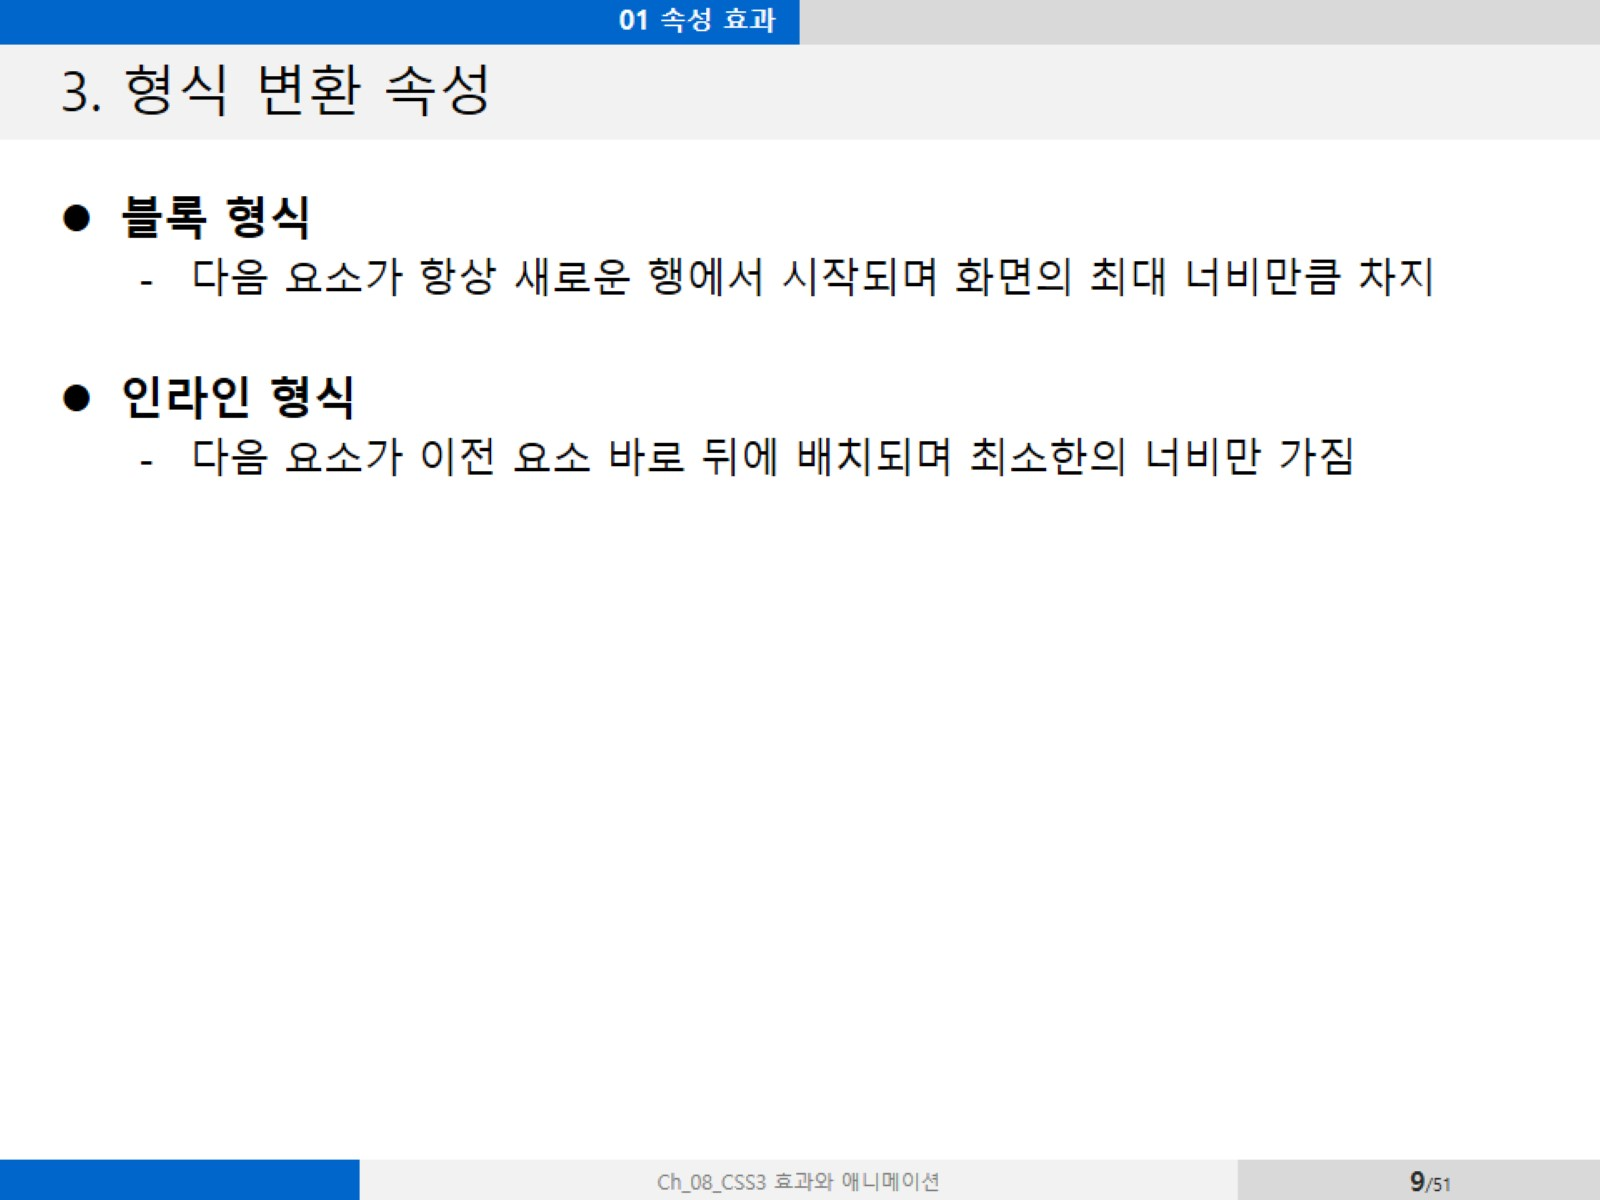 01 속성 효과
3. 형식 변환 속성
● 블록 형식
- 다음 요소가 항상 새로운 행에서 시작되며 화면의 최대 너비만큼 차지
● 인라인 형식
- 다음 요소가 이전 요소 바로 뒤에 배치되며 최소한의 너비만 가짐
Ch_08_CSS3 효과와 애니메이션
9/51